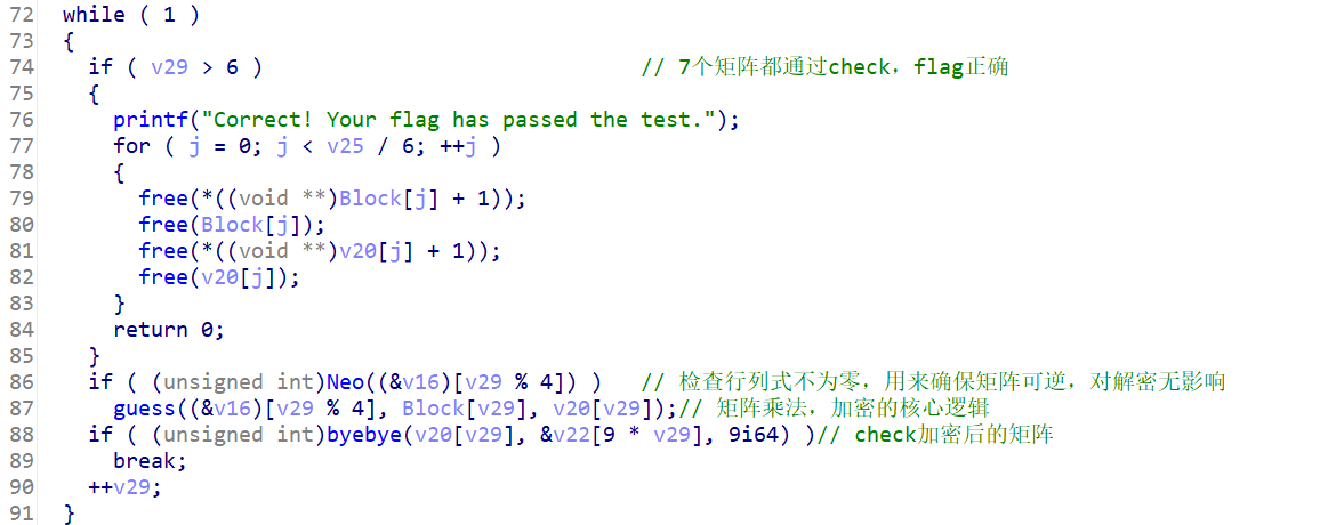 72 while ( 1 )
73 {
74 if ( v29 > 6 ) // 7个矩阵都通过check，flag正确
75 {
76 printf("Correct! Your flag has passed the test.");
77 for ( j = 0; j < v25 / 6; ++j )
78 {
79 free(*((void **)Block[j] + 1));
80 free(Block[j]);
81 free(*((void **)v20[j] + 1));
82 free(v20[j]);
83 }
84 return 0;
85 }
86 if ( (unsigned int)Neo((&v16)[v29 % 4]) ) // 检查行列式不为零，用来确保矩阵可逆，对解密无影响
87 guess((&v16)[v29 % 4], Block[v29], v20[v29]);// 矩阵乘法，加密的核心逻辑
88 if ( (unsigned int)byebye(v20[v29], &v22[9 * v29], 9i64) )// check加密后的矩阵
89 break;
90 ++v29;
91 }